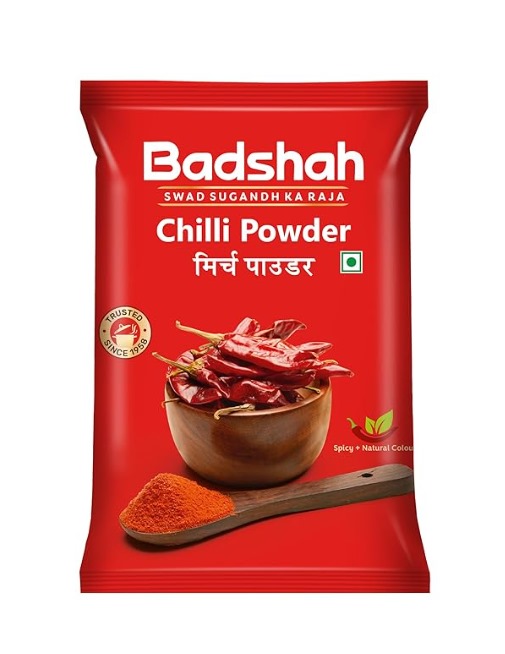 Badshah
SWAD SUGANDH KA RAJA
Chilli Powder
मिर्च पाउडर
TRUSTED
SINCE 1958
Spicy + Natural Colou